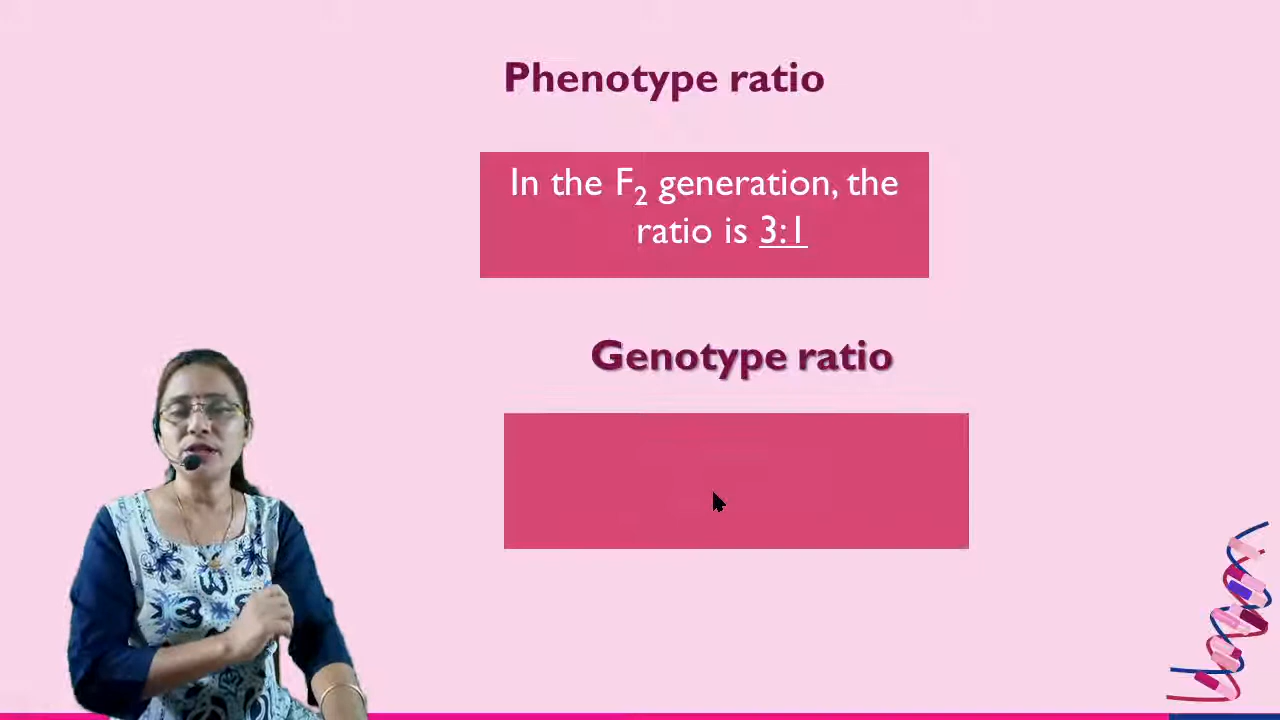 Phenotype ratio
In the F₂ generation, the
ratio is 3:1
Genotype ratio